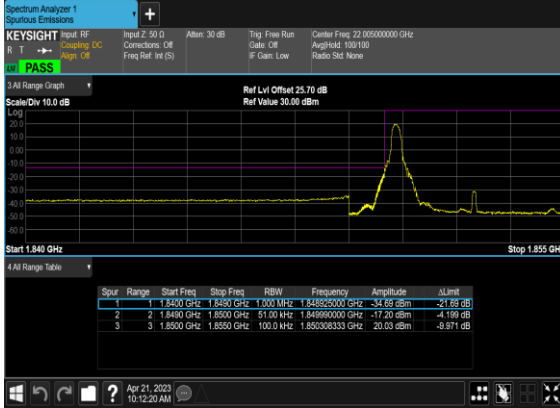 Spectrum Analyzer 1
Spurious Emissions
+
KEYSIGHT Input: RF Input Z: 50 Ω Atten: 30 dB Trig: Free Run Center Freq: 22.005000000 GHz
R T Coupling: DC Corrections: Off Gate: Off Avg|Hold: 100/100
Align: Off Freq Ref: Int (S) IF Gain: Low Radio Std: None
PASS
3 All Range Graph Ref Lvl Offset 25.70 dB
Scale/Div 10.0 dB Ref Value 30.00 dBm
Log
20.0
10.0
0.00
-10.0
-20.0
-30.0
-40.0
-50.0
-60.0
Start 1.840 GHz Stop 1.855 GH
4 All Range Table
Spur Range Start Freq Stop Freq RBW Frequency Amplitude ΔLimit
1 1 1.8400 GHz 1.8490 GHz 1.000 MHz 1.848925000 GHz -34.69 dBm -21.69 dB
2 2 1.8490 GHz 1.8500 GHz 51.00 kHz 1.849990000 GHz -17.20 dBm -4.199 dB
3 3 1.8500 GHz 1.8550 GHz 100.0 kHz 1.850308333 GHz 20.03 dBm -9.971 dB
? Apr 21, 2023
10:12:20 AM